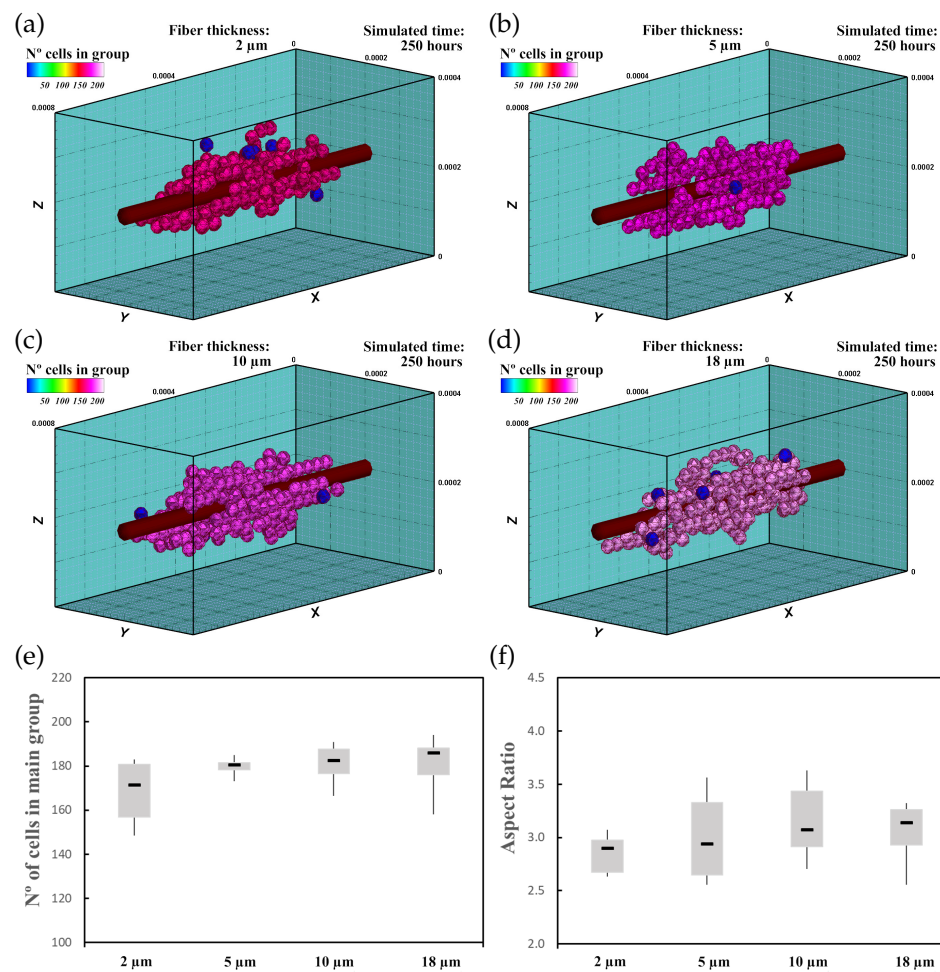 (a)
Fiber thickness:
2 µm
Simulated time:
250 hours
Nº cells in group
50 100 150 200
0
0.0002
0.0004
0.0004
0.0008
0.0002
0
Z
Y
X
(b)
Fiber thickness:
5 µm
Simulated time:
250 hours
Nº cells in group
50 100 150 200
0
0.0002
0.0004
0.0004
0.0008
0.0002
0
Z
Y
X
(c)
Fiber thickness:
10 µm
Simulated time:
250 hours
Nº cells in group
50 100 150 200
0
0.0002
0.0004
0.0004
0.0008
0.0002
0
Z
Y
X
(d)
Fiber thickness:
18 µm
Simulated time:
250 hours
Nº cells in group
50 100 150 200
0
0.0002
0.0004
0.0004
0.0008
0.0002
0
Z
Y
X
(e)
Nº of cells in main group
220
200
180
160
140
120
100
2 µm 5 µm 10 µm 18 µm
(f)
Aspect Ratio
4.5
4.0
3.5
3.0
2.5
2.0
2 µm 5 µm 10 µm 18 µm